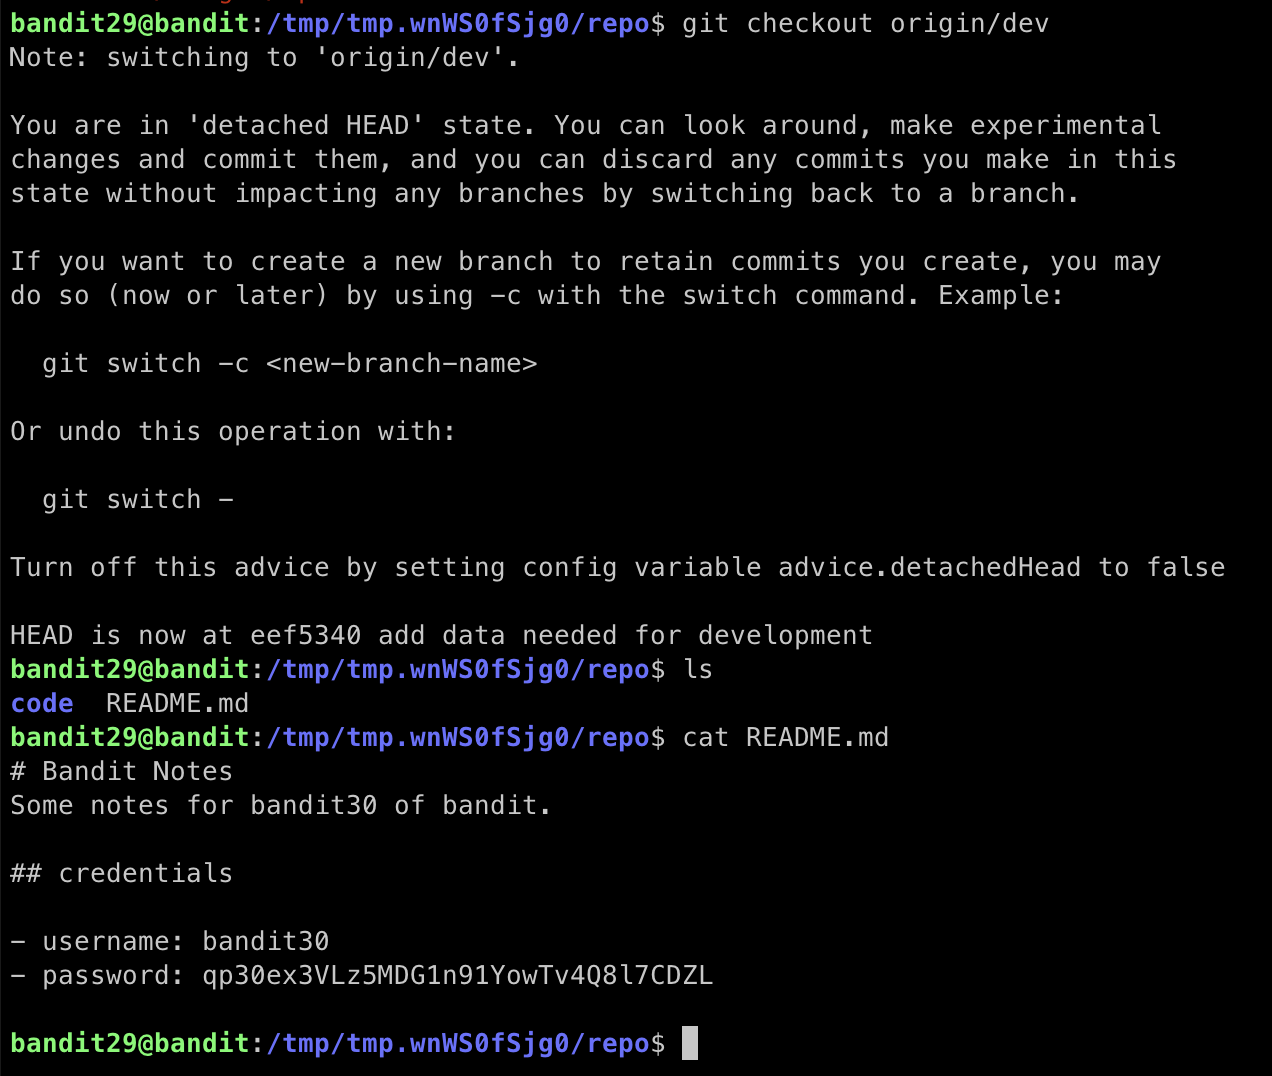 bandit29@bandit:/tmp/tmp.wnWS0fSjg0/repo$ git checkout origin/dev
Note: switching to 'origin/dev'.

You are in 'detached HEAD' state. You can look around, make experimental
changes and commit them, and you can discard any commits you make in this
state without impacting any branches by switching back to a branch.

If you want to create a new branch to retain commits you create, you may
do so (now or later) by using -c with the switch command. Example:

  git switch -c <new-branch-name>

Or undo this operation with:

  git switch -

Turn off this advice by setting config variable advice.detachedHead to false

HEAD is now at eef5340 add data needed for development
bandit29@bandit:/tmp/tmp.wnWS0fSjg0/repo$ ls
code  README.md
bandit29@bandit:/tmp/tmp.wnWS0fSjg0/repo$ cat README.md
# Bandit Notes
Some notes for bandit30 of bandit.

## credentials

- username: bandit30
- password: qp30ex3VLz5MDG1n91YowTv4Q8l7CDZL

bandit29@bandit:/tmp/tmp.wnWS0fSjg0/repo$